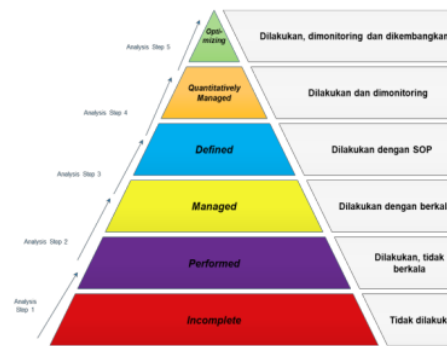 Opti-
mizing
Dilakukan, dimonitoring dan dikembangkan
Analysis Step 5
Quantitatively
Managed
Dilakukan dan dimonitoring
Analysis Step 4
Defined
Dilakukan dengan SOP
Analysis Step 3
Managed
Dilakukan dengan berkal
Analysis Step 2
Performed
Dilakukan, tidak
berkala
Analysis
Step 1
Incomplete
Tidak dilakuk